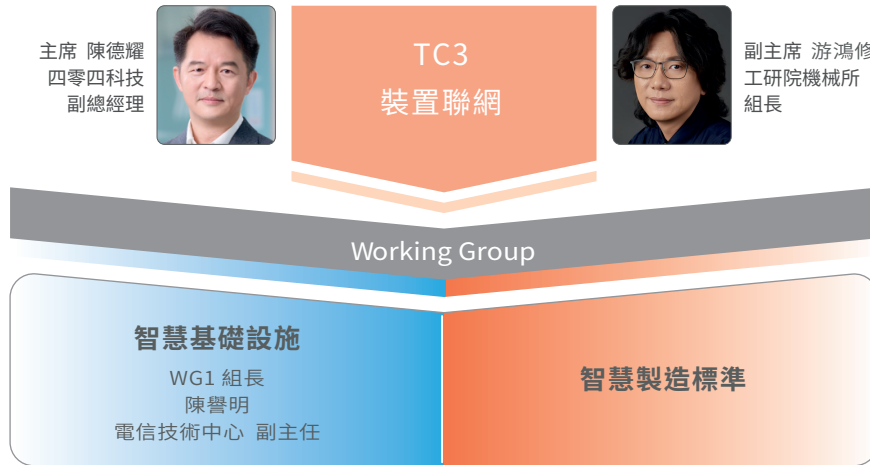 主席 陳德耀
四零四科技
副總經理
TC3
裝置聯網
副主席 游鴻修
工研院機械所
組長
Working Group
智慧基礎設施
WG1 組長
陳譽明
電信技術中心 副主任
智慧製造標準